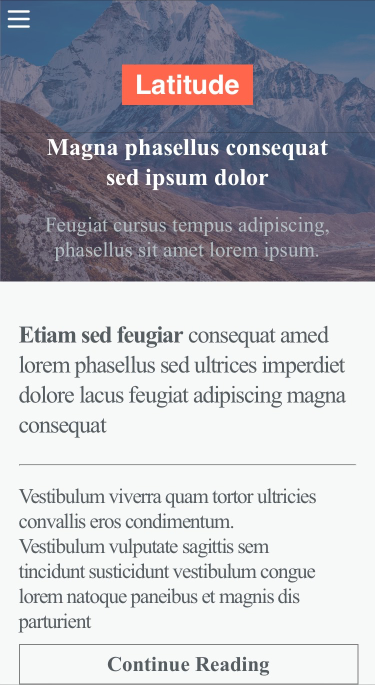 Latitude
Magna phasellus consequat
sed ipsum dolor
Feugiat cursus tempus adipiscing,
phasellus sit amet lorem ipsum.
Etiam sed feugiar consequat amed
lorem phasellus sed ultrices imperdiet
dolore lacus feugiat adipiscing magna
consequat
Vestibulum viverra quam tortor ultricies
convallis eros condimentum.
Vestibulum vulputate sagittis sem
tincidunt susticidunt vestibulum congue
lorem natoque paneibus et magnis dis
parturient
Continue Reading